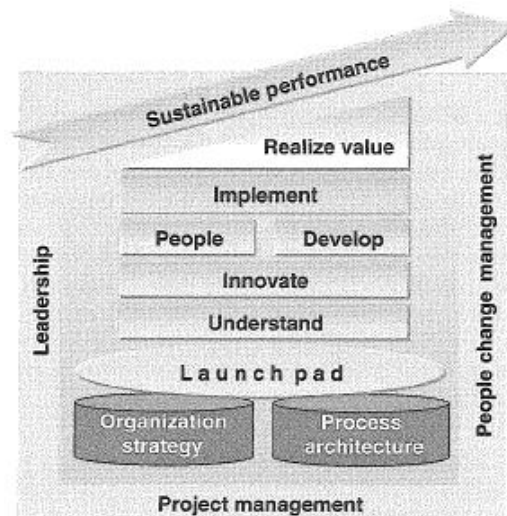 Sustainable performance
Realize value
Implement
People
Develop
Innovate
Understand
Launch pad
Organization
strategy
Process
architecture
Leadership
People change management
Project management